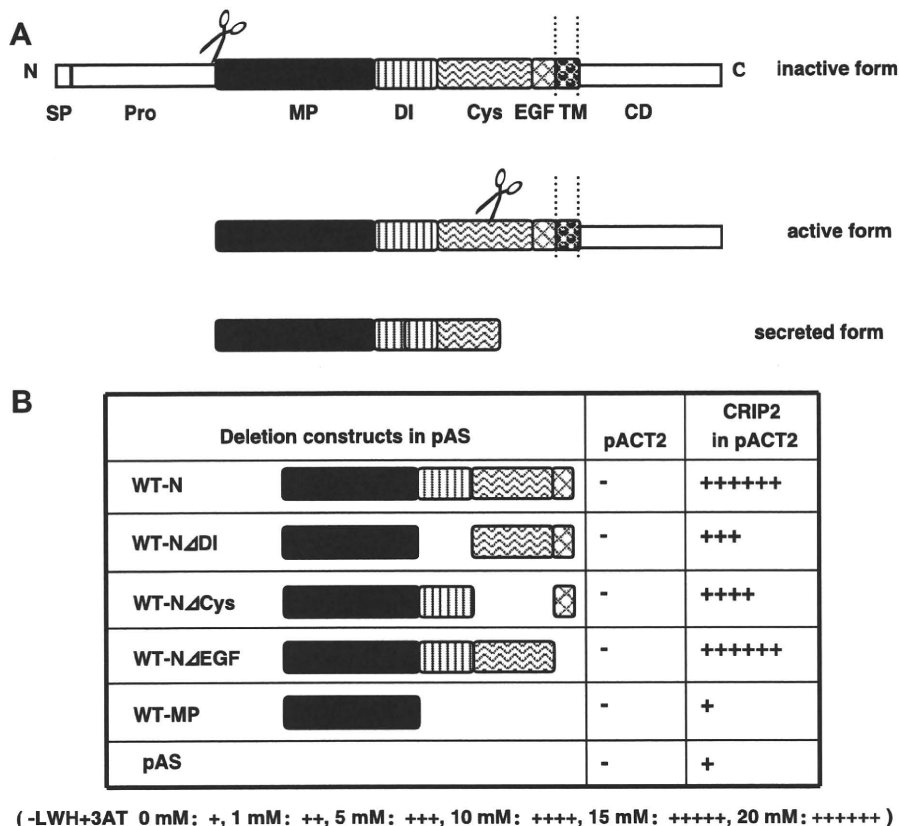 A
N
C
inactive form
SP Pro MP DI Cys EGF TM CD
active form
secreted form
B
Deletion constructs in pAS
pACT2
CRIP2
in pACT2
WT-N - ++++++
WT-N⊿DI - +++
WT-N⊿Cys - ++++
WT-N⊿EGF - ++++++
WT-MP - +
pAS - +
( -LWH+3AT 0 mM: +, 1 mM: ++, 5 mM: +++, 10 mM: ++++, 15 mM: +++++, 20 mM: ++++++ )